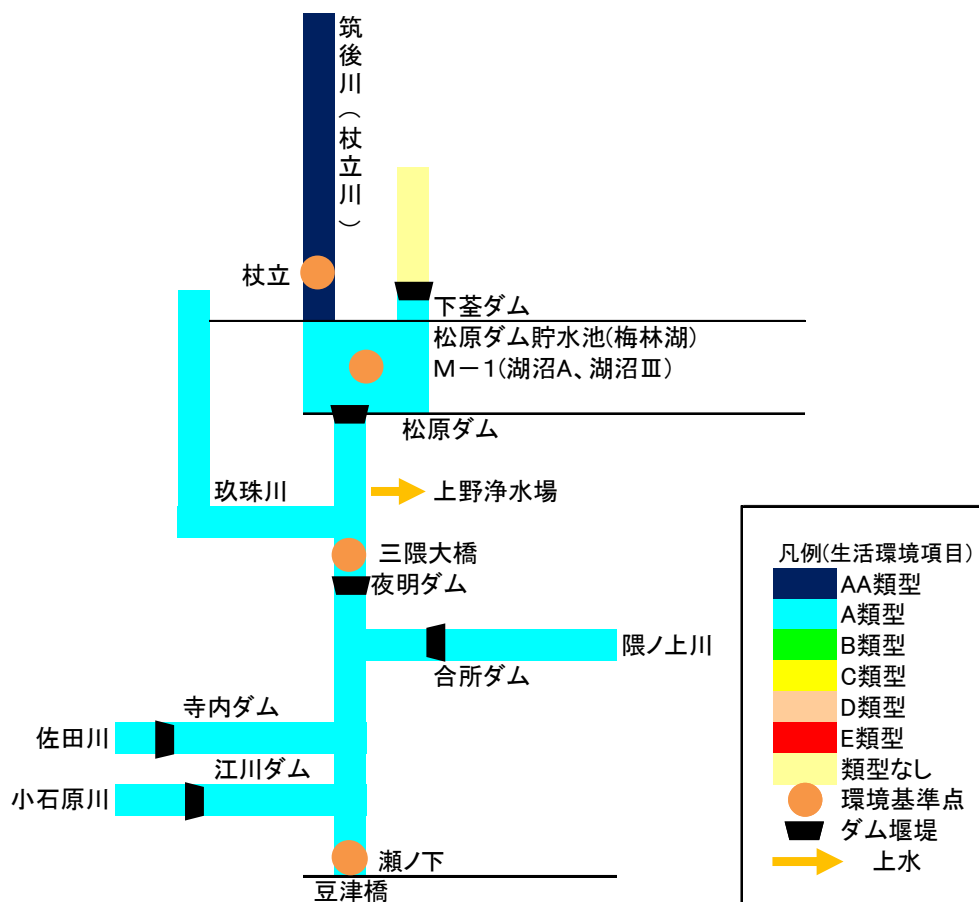 筑後川(杖立川)
杖立
下荃ダム
松原ダム貯水池(梅林湖)
M－1(湖沼A、湖沼Ⅲ)
松原ダム
玖珠川
上野浄水場
三隈大橋
夜明ダム
隈ノ上川
合所ダム
寺内ダム
佐田川
江川ダム
小石原川
瀬ノ下
豆津橋
凡例(生活環境項目)
AA類型
A類型
B類型
C類型
D類型
E類型
類型なし
環境基準点
ダム堰堤
上水